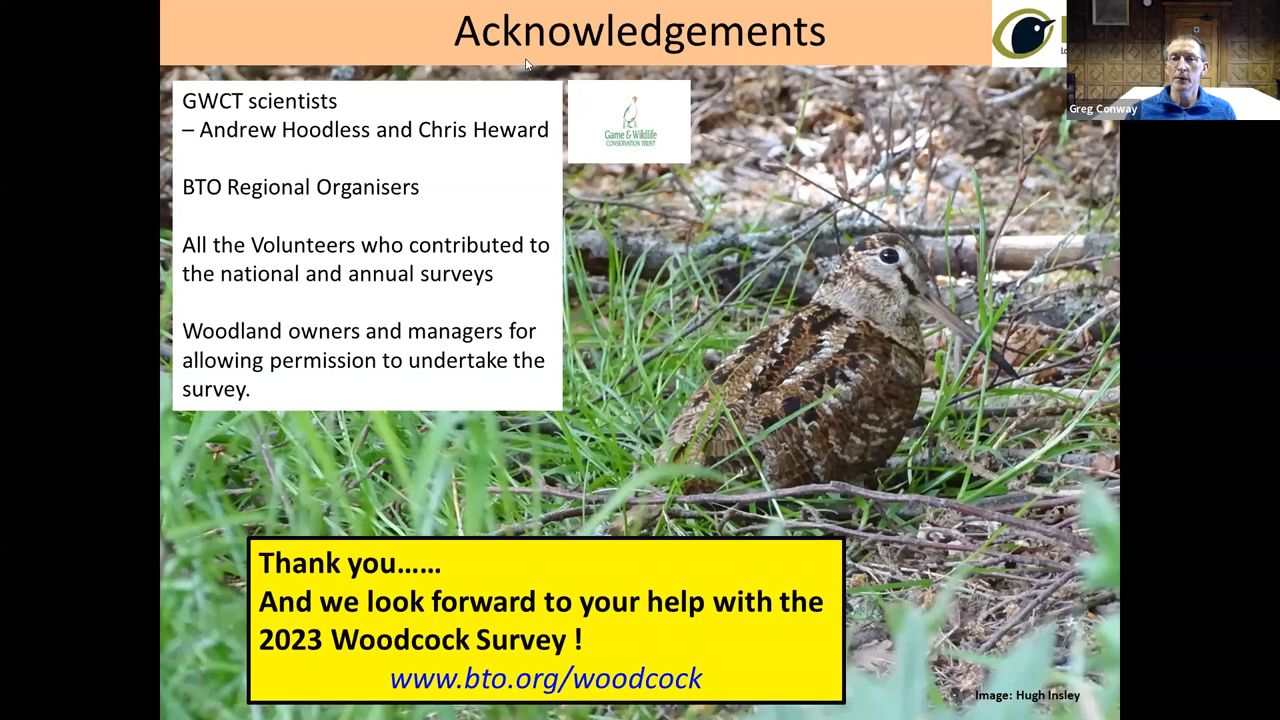 Acknowledgements
Greg Conway
GWCT scientists
– Andrew Hoodless and Chris Heward
Game & Wildlife
CONSERVATION TRUST
BTO Regional Organisers
All the Volunteers who contributed to
the national and annual surveys
Woodland owners and managers for
allowing permission to undertake the
survey.
Thank you……
And we look forward to your help with the
2023 Woodcock Survey !
www.bto.org/woodcock
Image: Hugh Insley